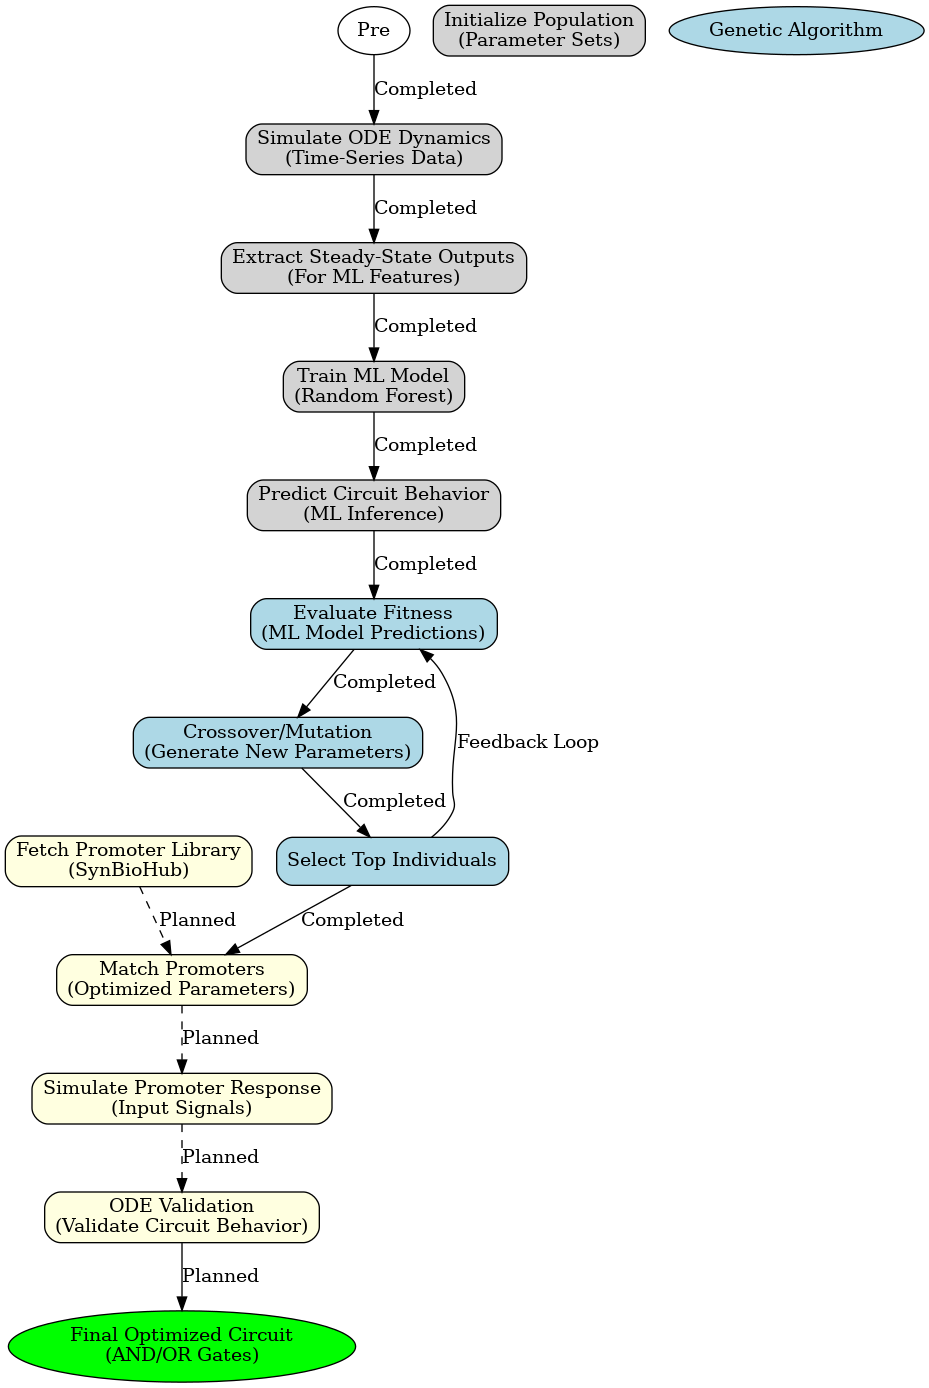 Pre
Initialize Population
(Parameter Sets)
Genetic Algorithm
Completed
Simulate ODE Dynamics
(Time-Series Data)
Completed
Extract Steady-State Outputs
(For ML Features)
Completed
Train ML Model
(Random Forest)
Completed
Predict Circuit Behavior
(ML Inference)
Completed
Evaluate Fitness
(ML Model Predictions)
Completed
Crossover/Mutation
(Generate New Parameters)
Feedback Loop
Completed
Fetch Promoter Library
(SynBioHub)
Select Top Individuals
Planned
Completed
Match Promoters
(Optimized Parameters)
Planned
Simulate Promoter Response
(Input Signals)
Planned
ODE Validation
(Validate Circuit Behavior)
Planned
Final Optimized Circuit
(AND/OR Gates)